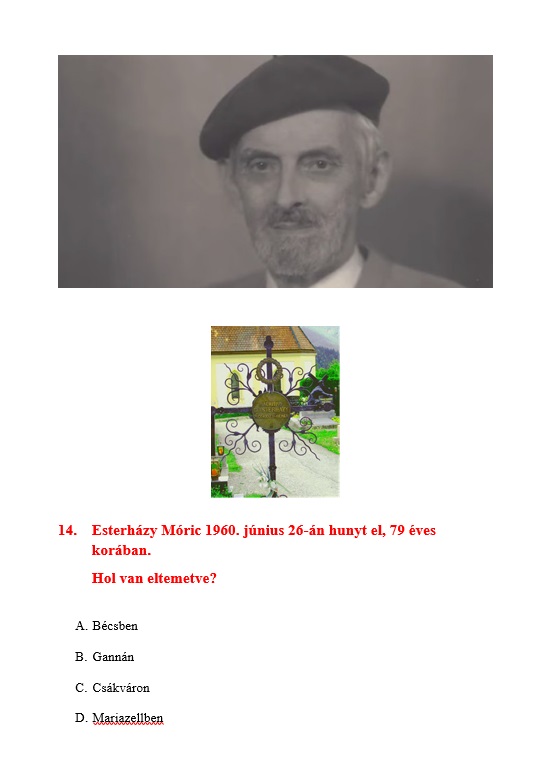 14. Esterházy Móric 1960. június 26-án hunyt el, 79 éves
korában.
Hol van eltemetve?
A. Bécsben
B. Gannán
C. Csákváron
D. Mariazellben